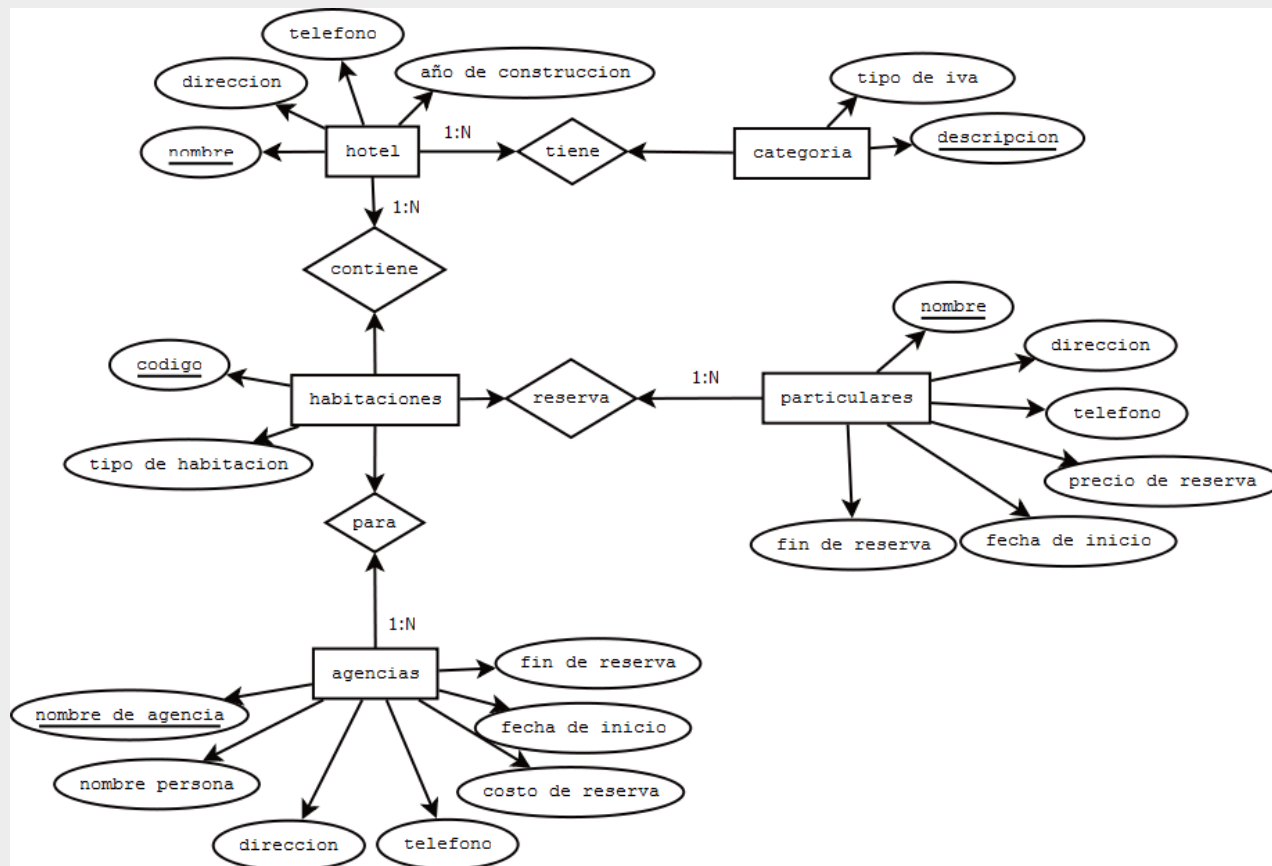 telefono
direccion
año de construccion
tipo de iva
nombre
hotel
1:N
tiene
categoria
descripcion
1:N
contiene
nombre
codigo
direccion
habitaciones
reserva
1:N
particulares
telefono
tipo de habitacion
precio de reserva
para
fin de reserva
fecha de inicio
1:N
agencias
fin de reserva
nombre de agencia
fecha de inicio
nombre persona
costo de reserva
direccion
telefono